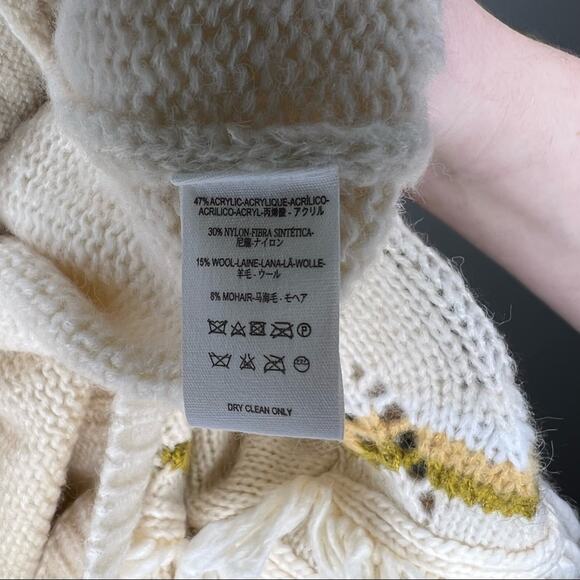 47% ACRYLIC-ACRYLIQUE-ACRÍLICO-
ACRILICO-ACRYL-丙烯酸 - アクリル
30% NYLON-FIBRA SINTÉTICA-
尼龍-ナイロン
15% WOOL-LAINE-LANA-LÃ-WOLLE-
羊毛 - ウール
8% MOHAIR-马海毛 - モヘア
P
DRY CLEAN ONLY